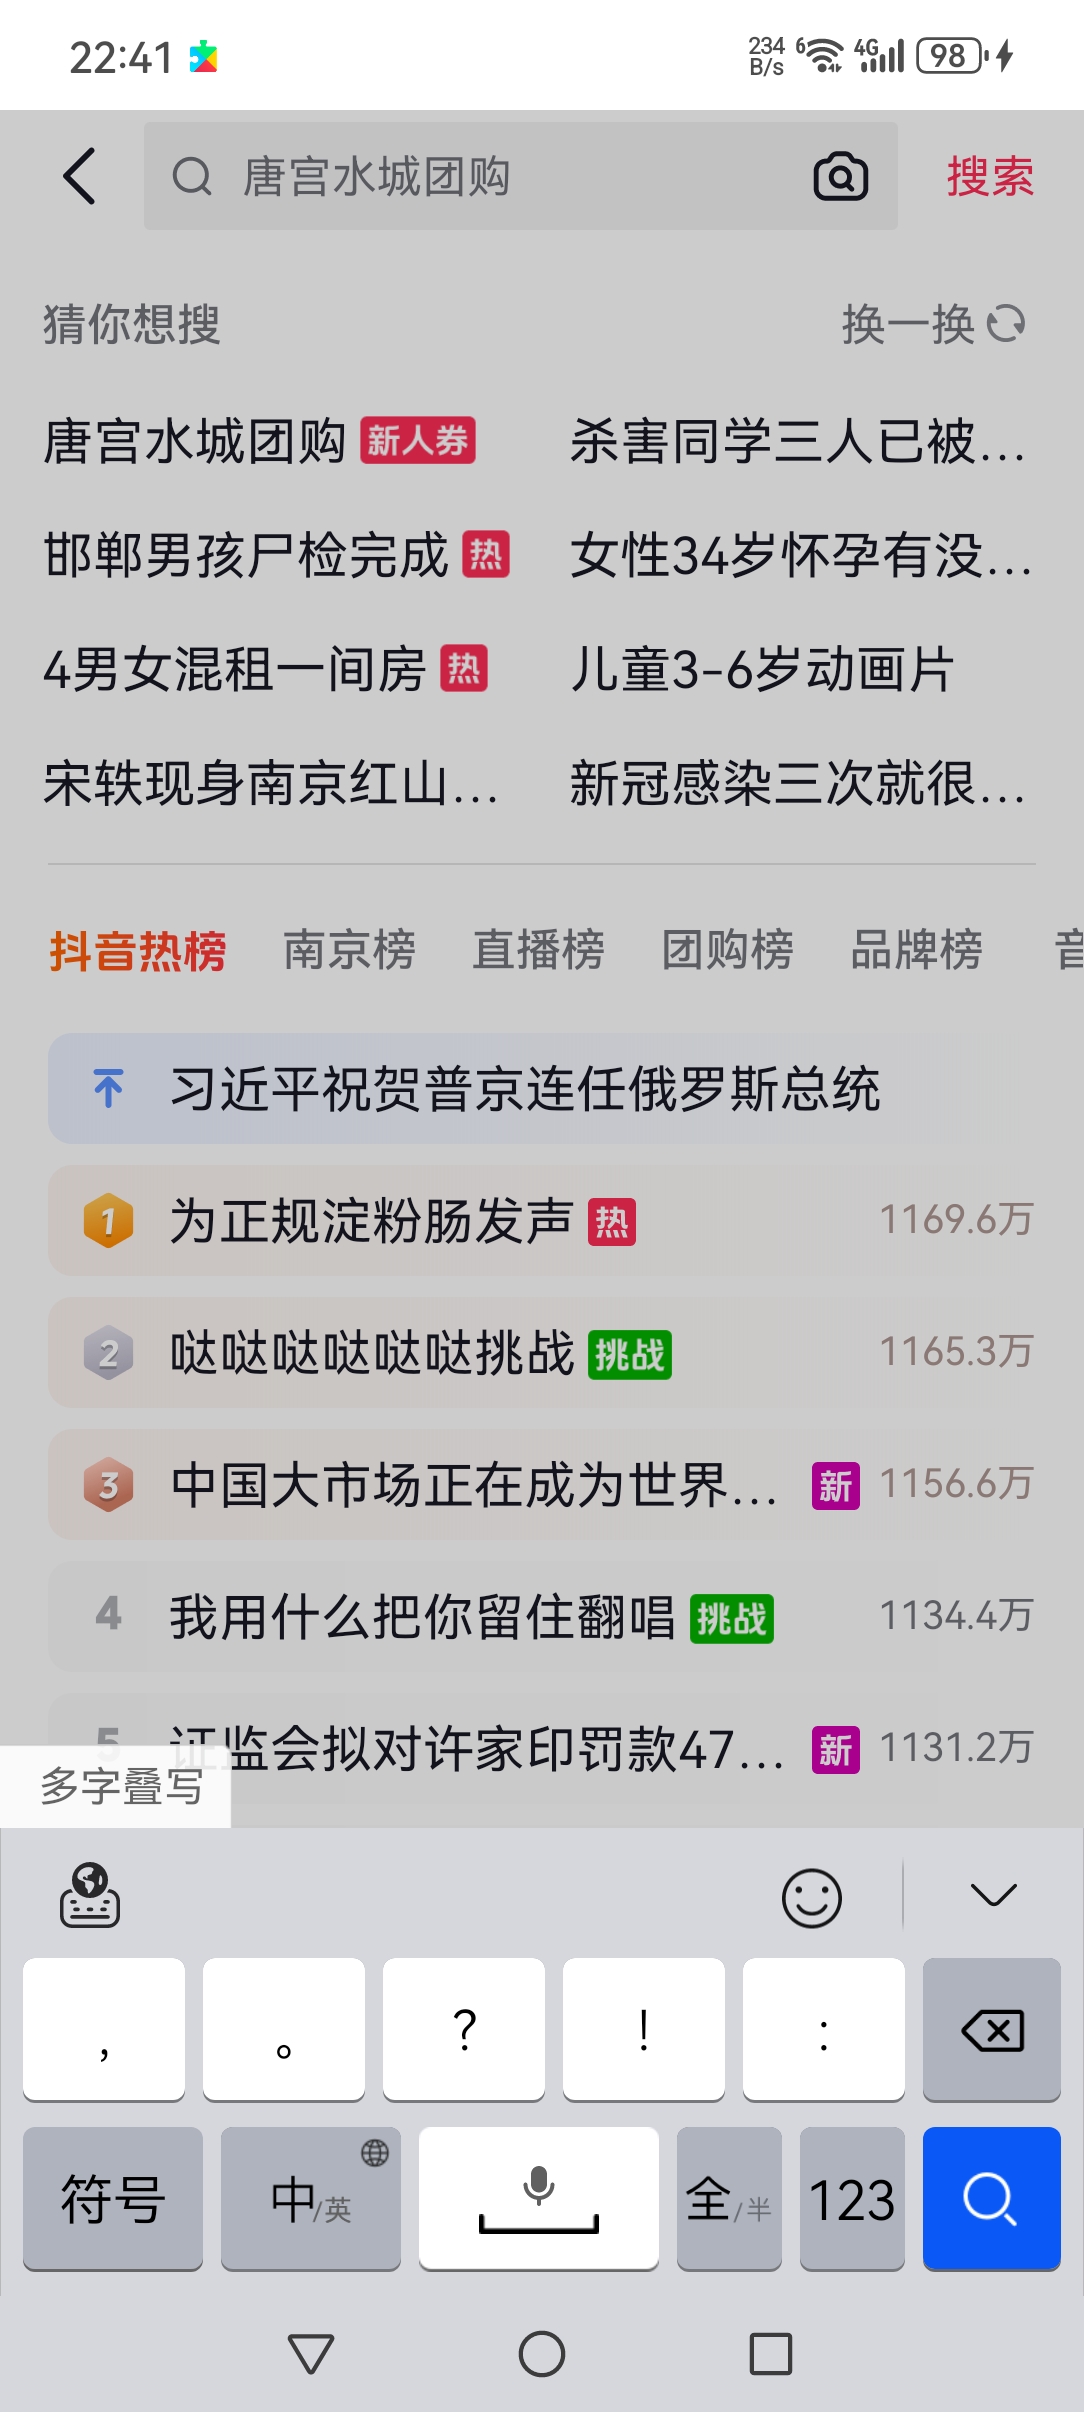 22:41
234 B/s
6
4G
98
唐宫水城团购
搜索
猜你想搜
换一换
唐宫水城团购 新人券
杀害同学三人已被...
邯郸男孩尸检完成 热
女性34岁怀孕有没...
4男女混租一间房 热
儿童3-6岁动画片
宋轶现身南京红山...
新冠感染三次就很...
抖音热榜 南京榜 直播榜 团购榜 品牌榜 音
习近平祝贺普京连任俄罗斯总统
1 为正规淀粉肠发声 热 1169.6万
2 哒哒哒哒哒哒挑战 挑战 1165.3万
3 中国大市场正在成为世界... 新 1156.6万
4 我用什么把你留住翻唱 挑战 1134.4万
5 证监会拟对许家印罚款47... 新 1131.2万
多字叠写
, 。 ? ! :
符号 中/英 全/半 123